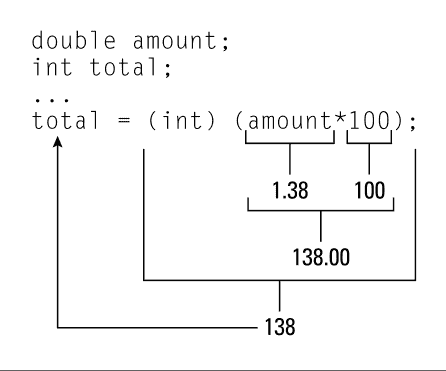 double amount;
int total;
...
total = (int) (amount*100);
1.38 100
138.00
138